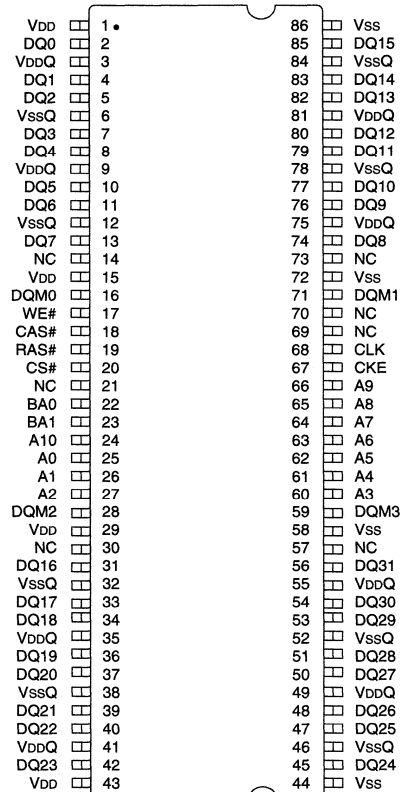 VDD 1 86 VSS
DQ0 2 85 DQ15
VDDQ 3 84 VSSQ
DQ1 4 83 DQ14
DQ2 5 82 DQ13
VSSQ 6 81 VDDQ
DQ3 7 80 DQ12
DQ4 8 79 DQ11
VDDQ 9 78 VSSQ
DQ5 10 77 DQ10
DQ6 11 76 DQ9
VSSQ 12 75 VDDQ
DQ7 13 74 DQ8
NC 14 73 NC
VDD 15 72 VSS
DQM0 16 71 DQM1
WE# 17 70 NC
CAS# 18 69 NC
RAS# 19 68 CLK
CS# 20 67 CKE
NC 21 66 A9
BA0 22 65 A8
BA1 23 64 A7
A10 24 63 A6
A0 25 62 A5
A1 26 61 A4
A2 27 60 A3
DQM2 28 59 DQM3
VDD 29 58 VSS
NC 30 57 NC
DQ16 31 56 DQ31
VSSQ 32 55 VDDQ
DQ17 33 54 DQ30
DQ18 34 53 DQ29
VDDQ 35 52 VSSQ
DQ19 36 51 DQ28
DQ20 37 50 DQ27
VSSQ 38 49 VDDQ
DQ21 39 48 DQ26
DQ22 40 47 DQ25
VDDQ 41 46 VSSQ
DQ23 42 45 DQ24
VDD 43 44 VSS